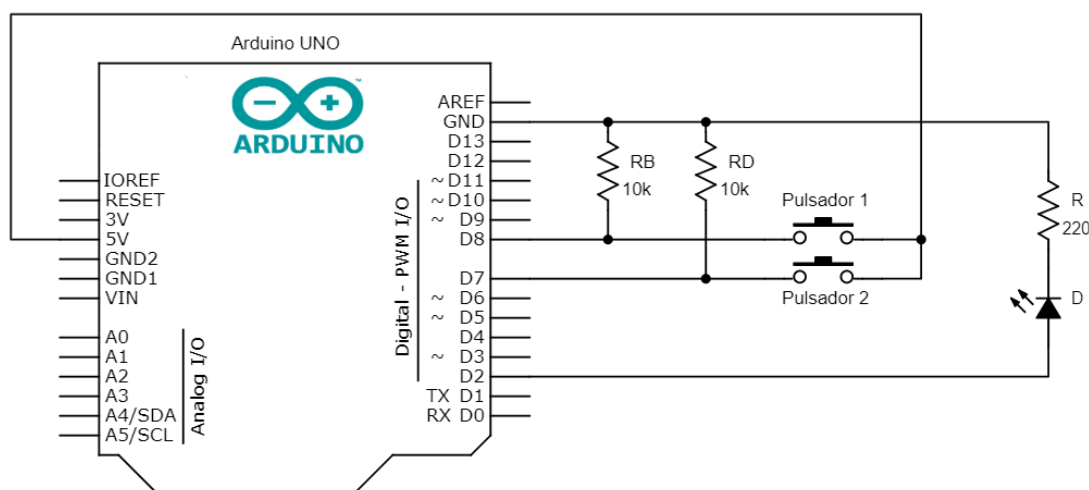 Arduino UNO
ARDUINO
TM
IOREF
RESET
3V
5V
GND2
GND1
VIN
A0
A1
A2
A3
A4/SDA
A5/SCL
Analog I/O
AREF
GND
D13
D12
~ D11
~ D10
~ D9
D8
D7
~ D6
~ D5
D4
~ D3
D2
TX D1
RX D0
Digital - PWM I/O
RB
10k
RD
10k
Pulsador 1
Pulsador 2
R
220
D